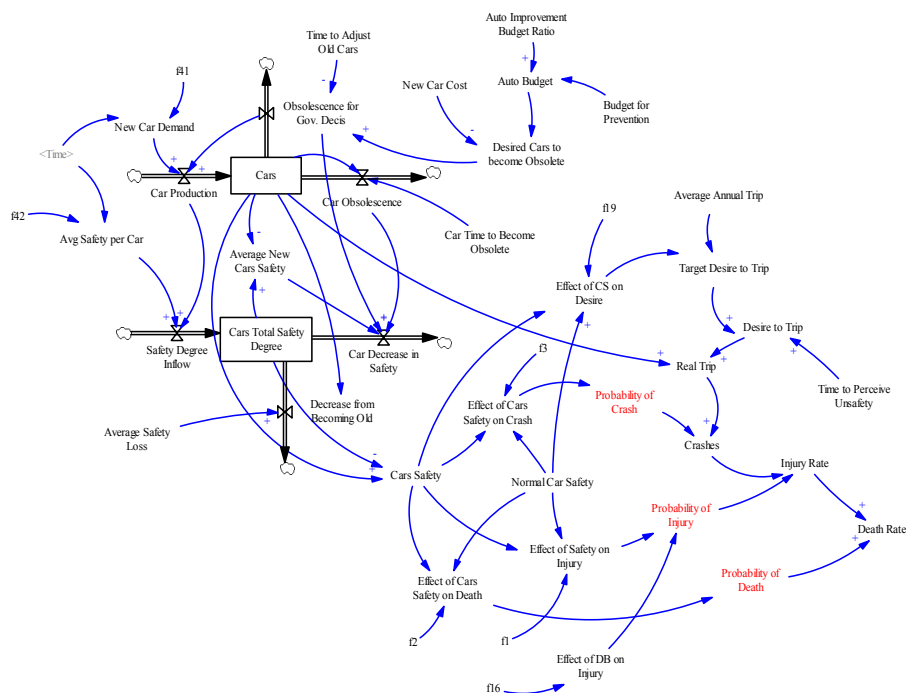 Auto Improvement
Budget Ratio
Time to Adjust
Old Cars
f41
New Car Cost
Auto Budget
Obsolescence for
Gov. Decis
Budget for
Prevention
New Car Demand
Desired Cars to
become Obsolete
<Time>
Cars
Car Production
Car Obsolescence
Average Annual Trip
f42
f19
Avg Safety per Car
Car Time to Become
Obsolete
Average New
Cars Safety
Target Desire to Trip
Effect of CS on
Desire
Cars Total Safety
Degree
Desire to Trip
Safety Degree
Inflow
Car Decrease in
Safety
f3
Real Trip
Time to Perceive
Unsafety
Probability of
Crash
Decrease from
Becoming Old
Effect of Cars
Safety on Crash
Average Safety
Loss
Crashes
Cars Safety
Normal Car Safety
Injury Rate
Probability of
Injury
Death Rate
Effect of Safety on
Injury
Probability of
Death
Effect of Cars
Safety on Death
f2
f1
Effect of DB on
Injury
f16